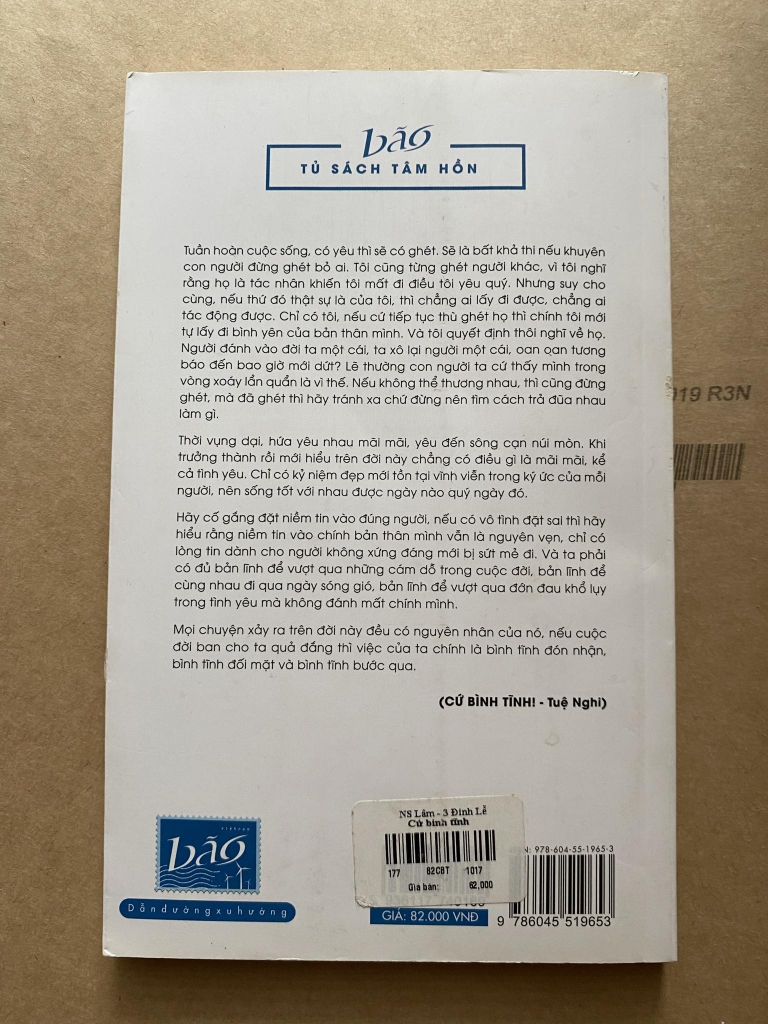 bão
TỦ SÁCH TÂM HỒN
Tuần hoàn cuộc sống, có yêu thì sẽ có ghét. Sẽ là bất khả thi nếu khuyên
con người đừng ghét bỏ ai. Tôi cũng từng ghét người khác, vì tôi nghĩ
rằng họ là tác nhân khiến tôi mất đi điều tôi yêu quý. Nhưng suy cho
cùng, nếu thứ đó thật sự là của tôi, thì chẳng ai lấy đi được, chẳng ai
tác động được. Chỉ có tôi, nếu cứ tiếp tục thù ghét họ thì chính tôi mới
tự lấy đi bình yên của bản thân mình. Và tôi quyết định thôi nghĩ về họ.
Người đánh vào đời ta một cái, ta xô lại người một cái, oan oan tương
báo đến bao giờ mới dứt? Lẽ thường con người ta cứ thấy mình trong
vòng xoáy lẩn quẩn là vì thế. Nếu không thể thương nhau, thì cũng đừng
ghét, mà đã ghét thì hãy tránh xa chứ đừng nên tìm cách trả đũa nhau
làm gì.
Thời vụng dại, hứa yêu nhau mãi mãi, yêu đến sông cạn núi mòn. Khi
trưởng thành rồi mới hiểu trên đời này chẳng có điều gì là mãi mãi, kể
cả tình yêu. Chỉ có kỷ niệm đẹp mới tồn tại vĩnh viễn trong ký ức của mỗi
người, nên sống tốt với nhau được ngày nào quý ngày đó.
Hãy cố gắng đặt niềm tin vào đúng người, nếu có vô tình đặt sai thì hãy
hiểu rằng niềm tin vào chính bản thân mình vẫn là nguyên vẹn, chỉ có
lòng tin dành cho người không xứng đáng mới bị sứt mẻ đi. Và ta phải
có đủ bản lĩnh để vượt qua những cám dỗ trong cuộc đời, bản lĩnh để
cùng nhau đi qua ngày sóng gió, bản lĩnh để vượt qua đớn đau khổ lụy
trong tình yêu mà không đánh mất chính mình.
Mọi chuyện xảy ra trên đời này đều có nguyên nhân của nó, nếu cuộc
đời ban cho ta quả đắng thì việc của ta chính là bình tĩnh đón nhận,
bình tĩnh đối mặt và bình tĩnh bước qua.
(CỨ BÌNH TĨNH! - Tuệ Nghi)
019 R3N
bão
Dẫndướngxuhướng
NS Lâm - 3 Đinh Lễ
Cứ bình tĩnh
177 82CBT 1017
Gia bán: 62,000
GIÁ: 82.000 VNĐ
N: 978-604-55-1965-3
9 786045 519653